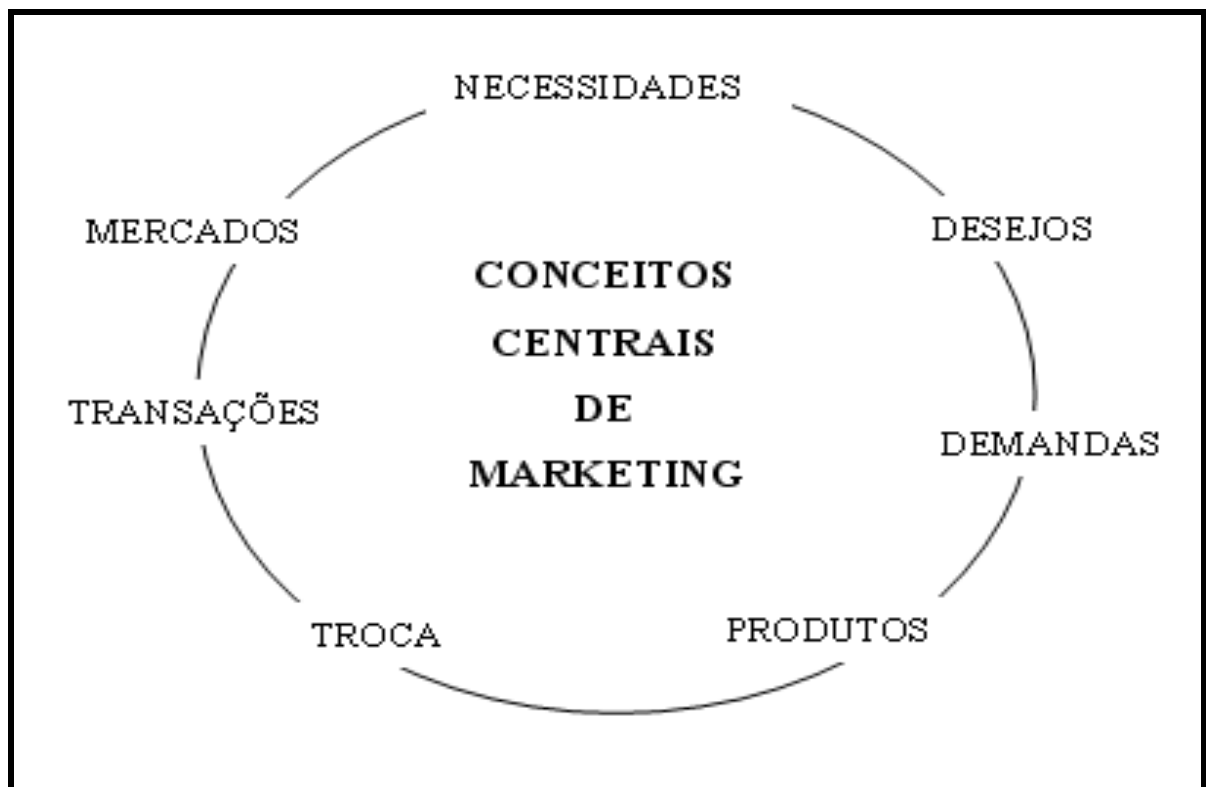 NECESSIDADES
MERCADOS
DESEJOS
CONCEITOS
CENTRAIS
DE
MARKETING
TRANSAÇÕES
DEMANDAS
TROCA
PRODUTOS